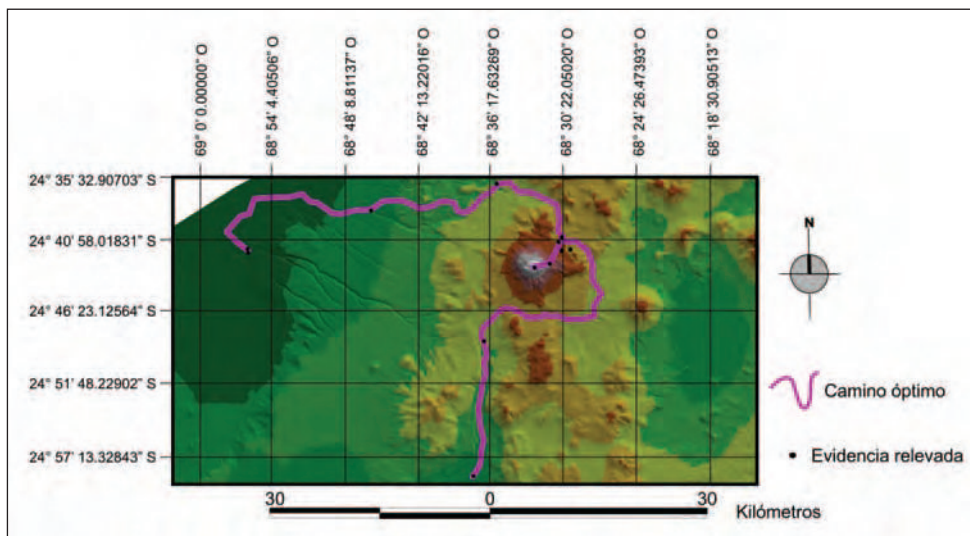 69° 0' 0.00000" O
68° 54' 4.40506" O
68° 48' 8.81137" O
68° 42' 13.22016" O
68° 36' 17.63269" O
68° 30' 22.05020" O
68° 24' 26.47393" O
68° 18' 30.90513" O
24° 35' 32.90703" S
24° 40' 58.01831" S
24° 46' 23.12564" S
24° 51' 48.22902" S
24° 57' 13.32843" S
N
Camino óptimo
Evidencia relevada
30 0 30
Kilómetros